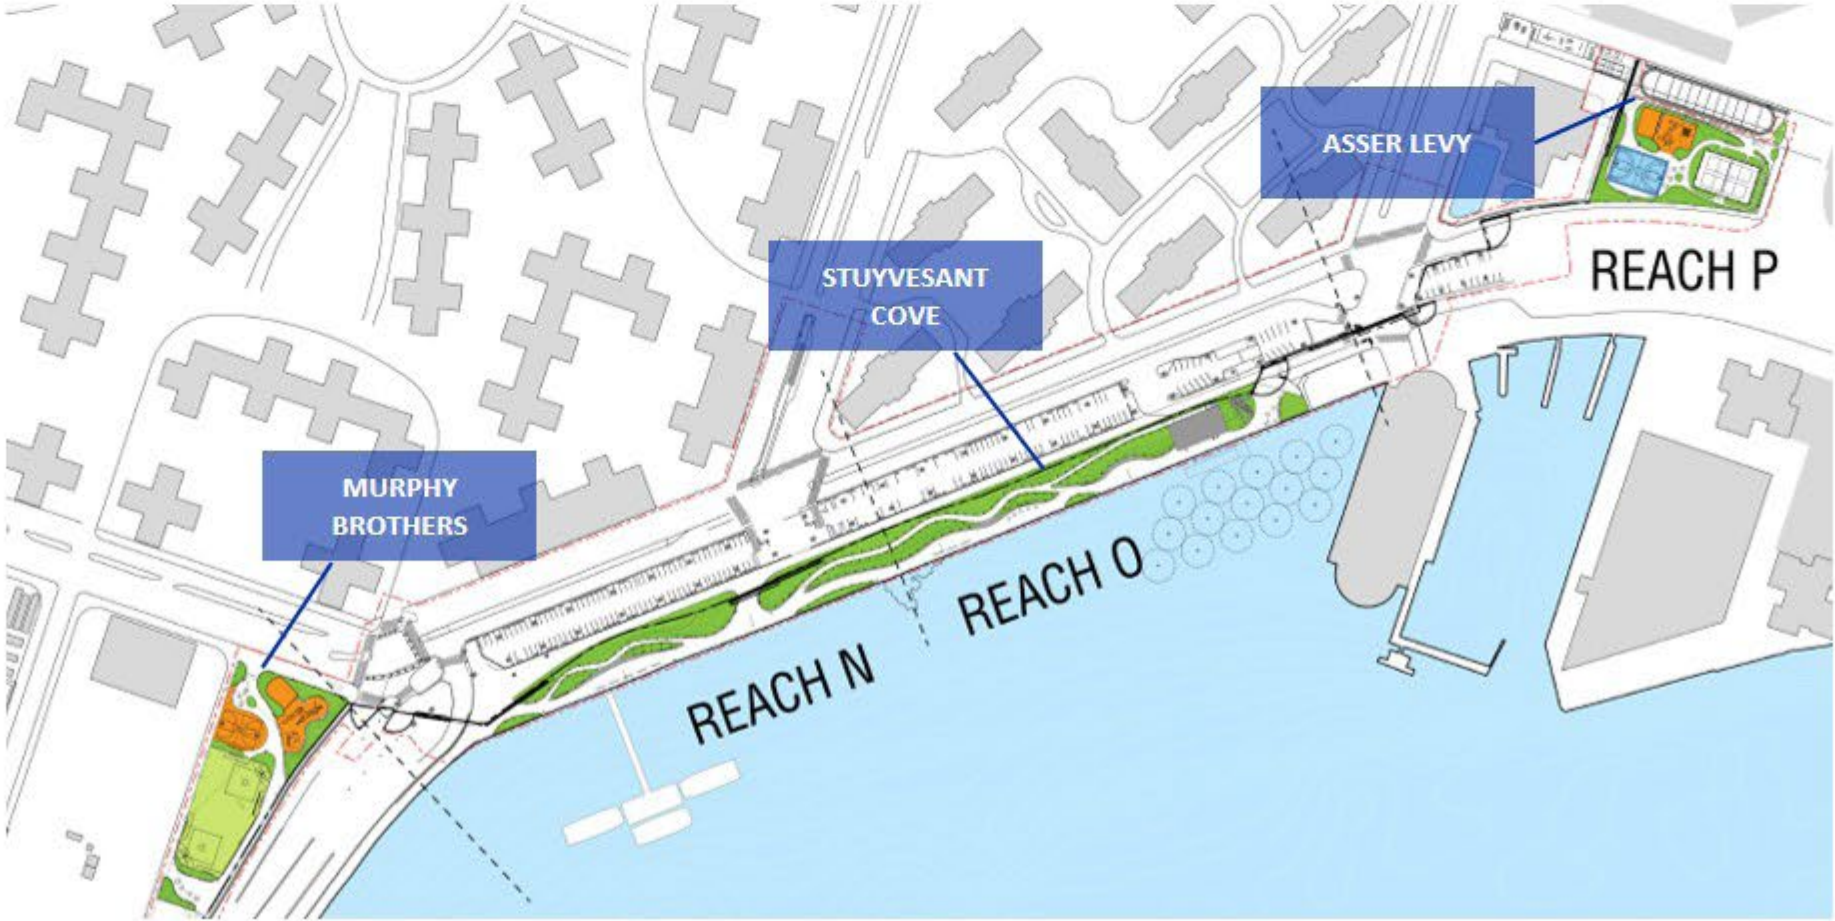 ASSER LEVY
STUYVESANT
COVE
REACH P
MURPHY
BROTHERS
REACH O
REACH N